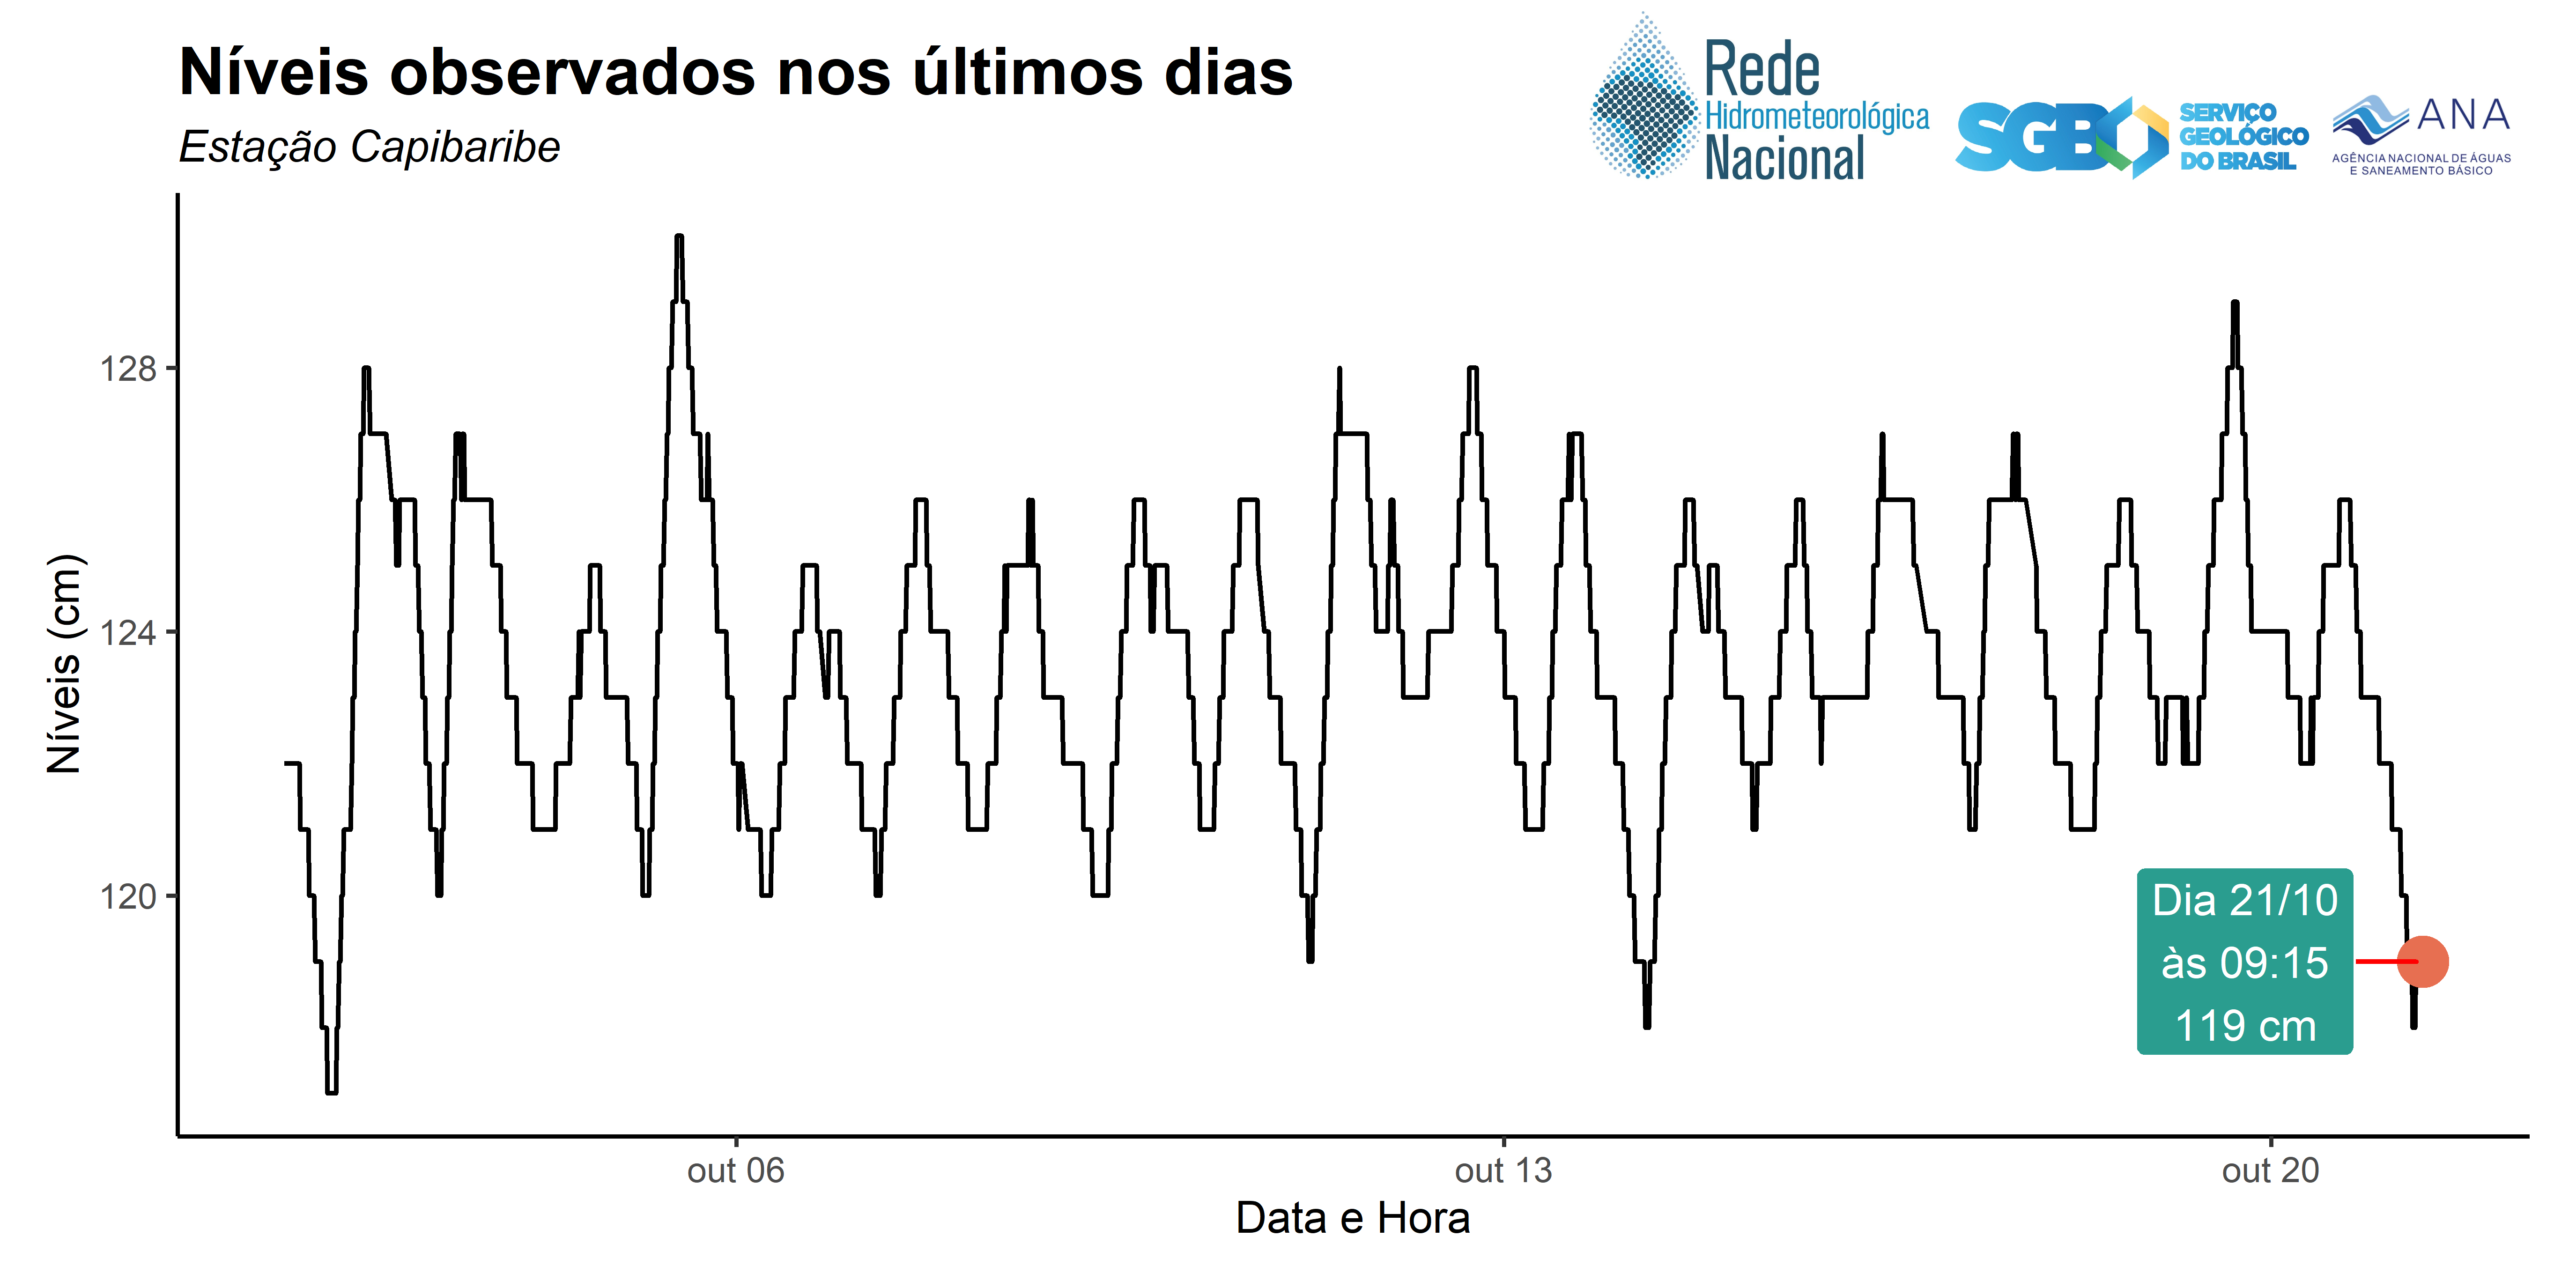 Níveis observados nos últimos dias
Estação Capibaribe
Rede
Hidrometeorológica
Nacional
SGB
SERVIÇO
GEOLÓGICO
DO BRASIL
ANA
AGÊNCIA NACIONAL DE ÁGUAS
E SANEAMENTO BÁSICO
Níveis (cm)
128
124
120
Dia 21/10
às 09:15
119 cm
out 06
out 13
out 20
Data e Hora